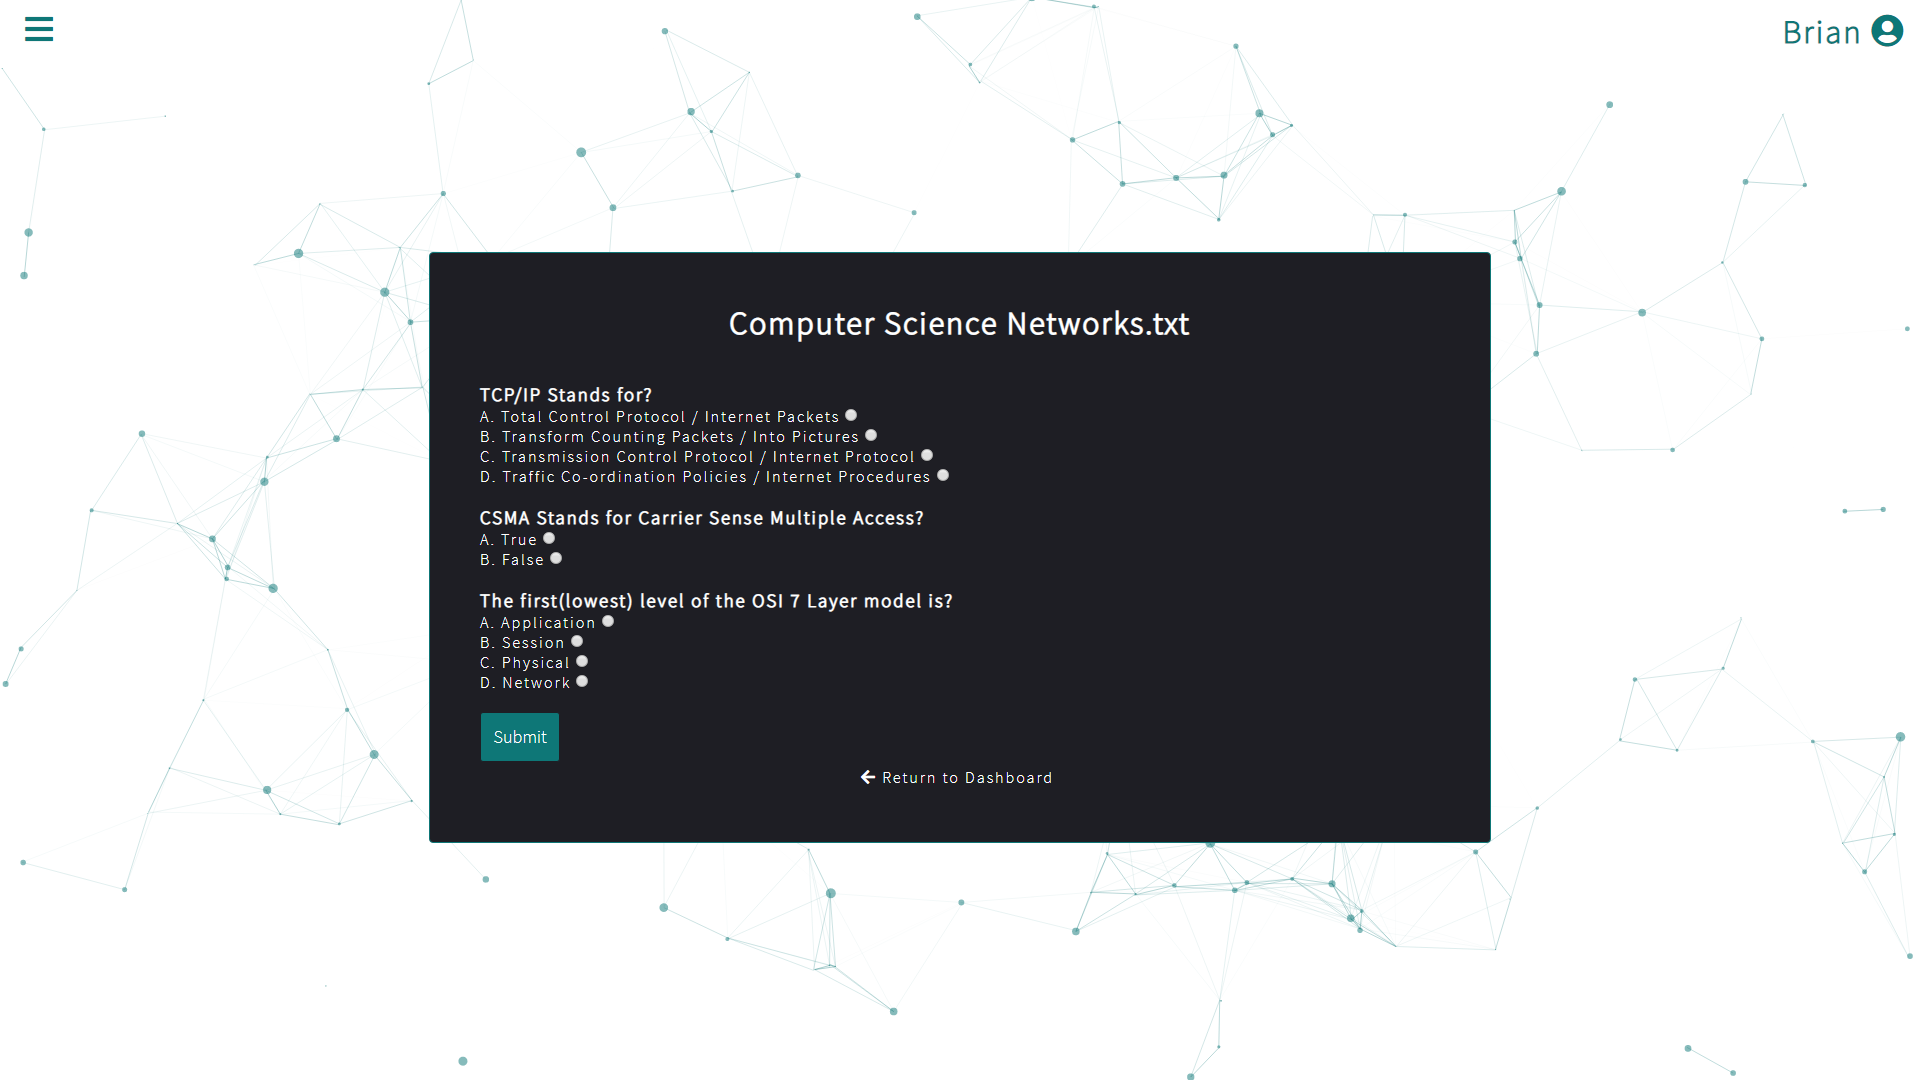 Brian
Computer Science Networks.txt
TCP/IP Stands for?
A. Total Control Protocol / Internet Packets
B. Transform Counting Packets / Into Pictures
C. Transmission Control Protocol / Internet Protocol
D. Traffic Co-ordination Policies / Internet Procedures
CSMA Stands for Carrier Sense Multiple Access?
A. True
B. False
The first(lowest) level of the OSI 7 Layer model is?
A. Application
B. Session
C. Physical
D. Network
Submit
Return to Dashboard